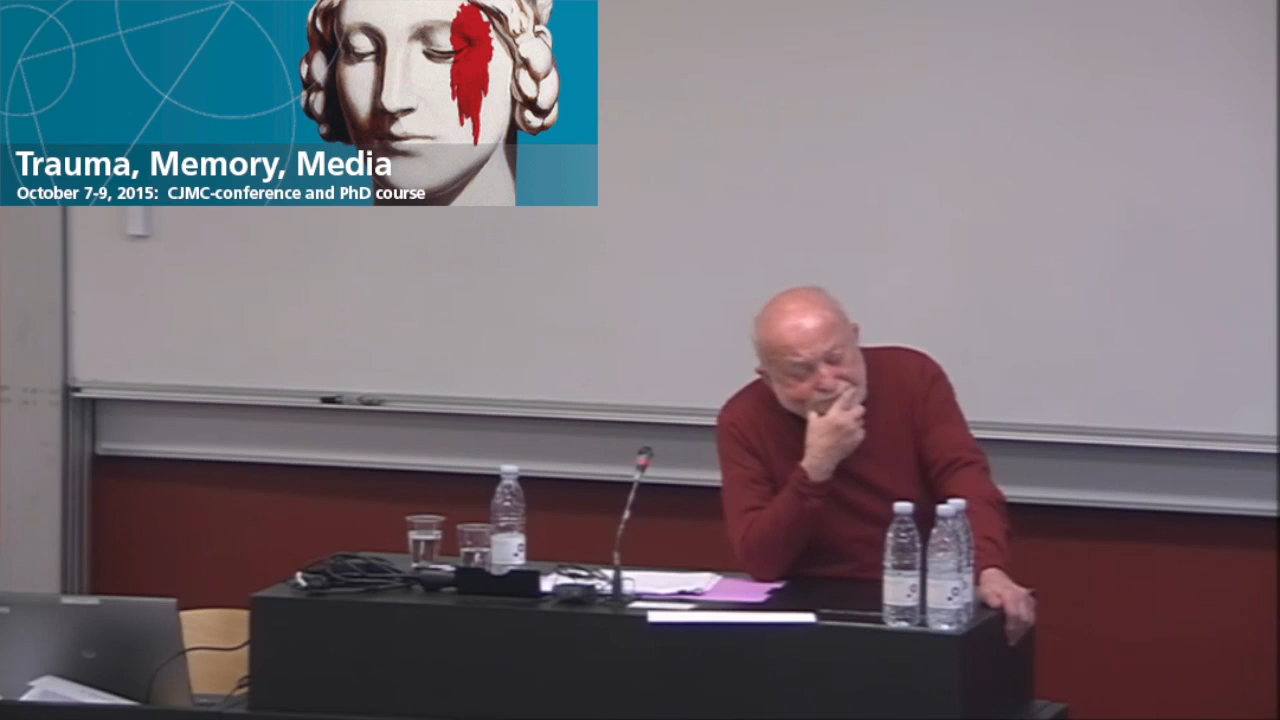 Trauma, Memory, Media
October 7-9, 2015:  CJMC-conference and PhD course